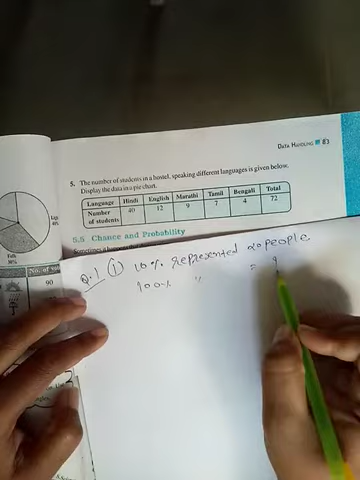 DATA HANDLING 83
5. The number of students in a hostel, speaking different languages is given below.
Display the data in a pie chart.
Language Hindi English Marathi Tamil Bengali Total
Number of students 40 12 9 7 4 72
5.5 Chance and Probability
Q.1 (i) 10% represented 20 people
100% " =
No. of
90